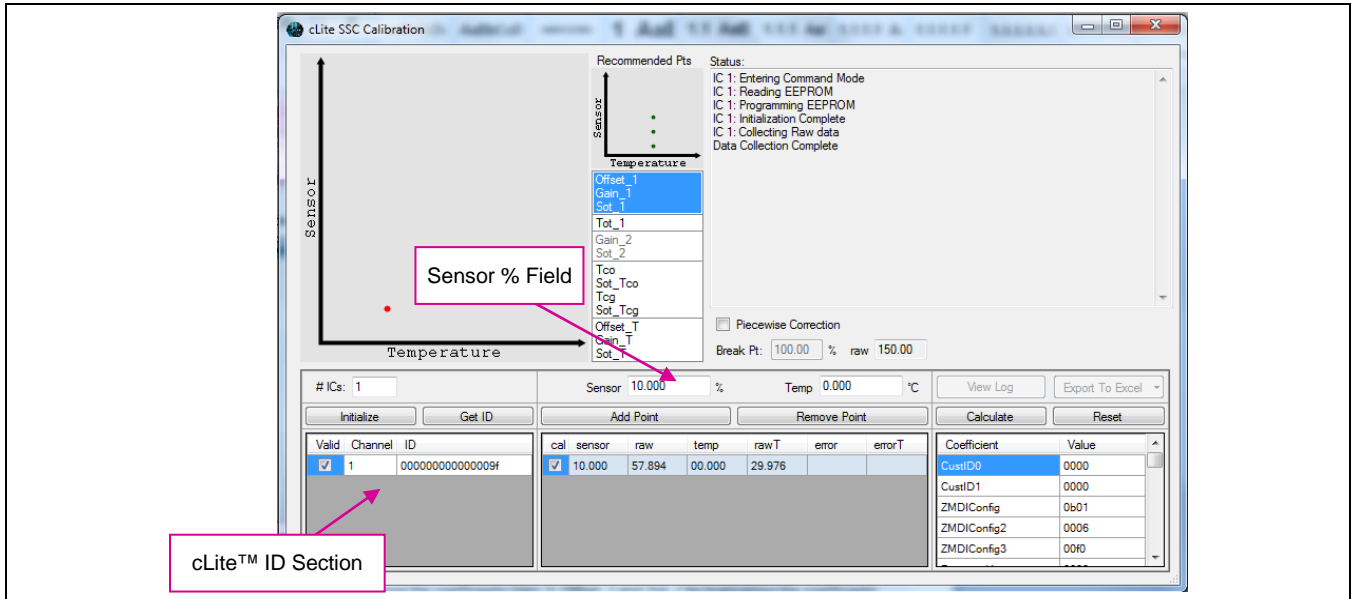 cLite SSC Calibration
Recommended Pts
Sensor
Temperature
Status:
IC 1: Entering Command Mode
IC 1: Reading EEPROM
IC 1: Programming EEPROM
IC 1: Initialization Complete
IC 1: Collecting Raw data
Data Collection Complete
Sensor
Temperature
Offset_1
Gain_1
Sot_1
Tot_1
Gain_2
Sot_2
Tco
Sot_Tco
Tcg
Sot_Tcg
Offset_T
Gain_T
Sot_T
Sensor % Field
Piecewise Correction
Break Pt: 100.00 % raw 150.00
# ICs: 1
Sensor 10.000 % Temp 0.000 °C
View Log Export To Excel
Initialize Get ID Add Point Remove Point Calculate Reset
Valid Channel ID
1 000000000000009f
cal sensor raw temp rawT error errorT
10.000 57.894 00.000 29.976
Coefficient Value
CustID0 0000
CustID1 0000
ZMDIConfig 0b01
ZMDIConfig2 0006
ZMDIConfig3 00f0
cLite™ ID Section